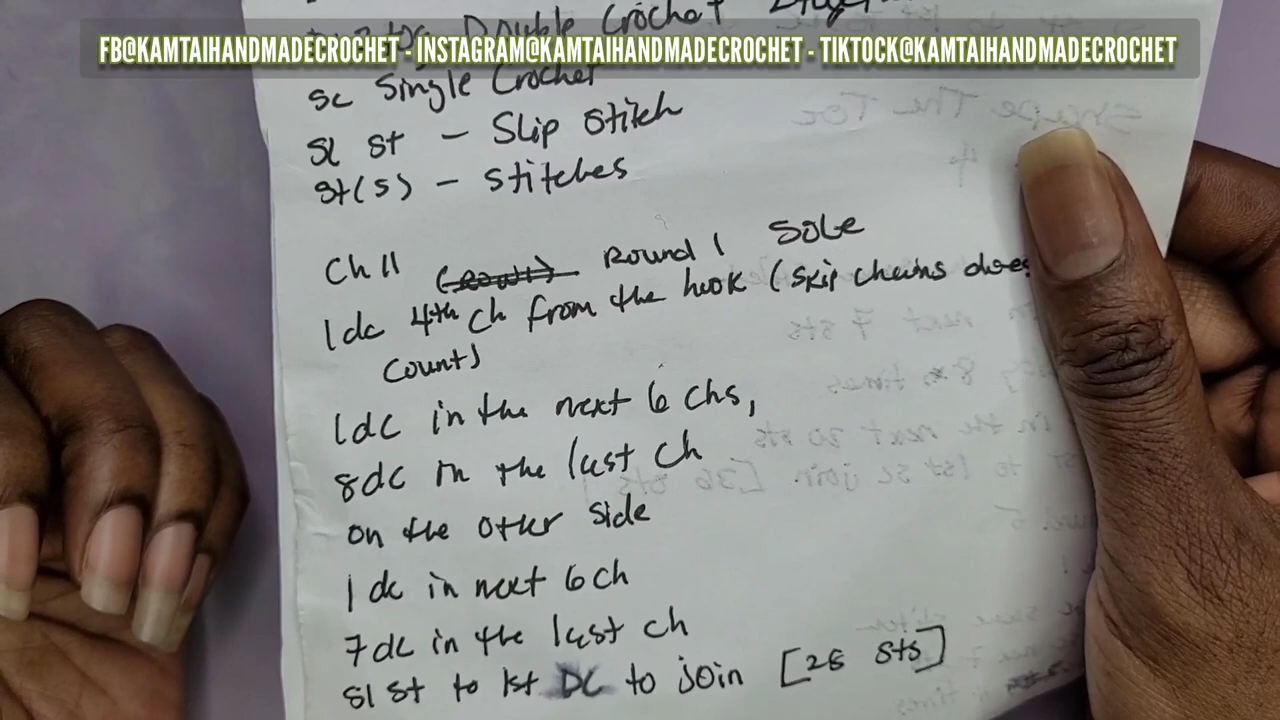 FB@KAMTAIHANDMADECROCHET - INSTAGRAM@KAMTAIHANDMADECROCHET - TIKTOCK@KAMTAIHANDMADECROCHET
Double Crochet
Sc Single Crochet
Sl st - Slip Stitch
St(s) - Stitches
Ch 11 Round 1 Sole
1dc 4th ch from the hook (skip chains does
count)
1dc in the next 6 chs,
8dc in the last ch
on the other side
1 dc in next 6 ch
7dc in the last ch
Sl st to 1st DC to join [28 sts]